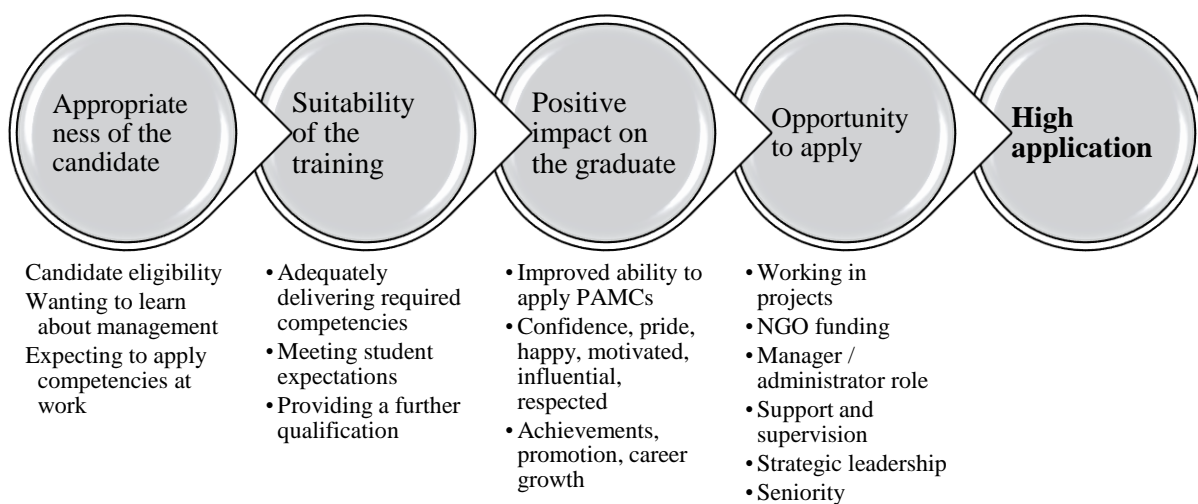 Appropriate
ness of the
candidate
Suitability
of the
training
Positive
impact on
the graduate
Opportunity
to apply
High
application
Candidate eligibility
Wanting to learn
about management
Expecting to apply
competencies at
work
• Adequately
delivering required
competencies
• Meeting student
expectations
• Providing a further
qualification
• Improved ability to
apply PAMCs
• Confidence, pride,
happy, motivated,
influential,
respected
• Achievements,
promotion, career
growth
• Working in
projects
• NGO funding
• Manager /
administrator role
• Support and
supervision
• Strategic leadership
• Seniority